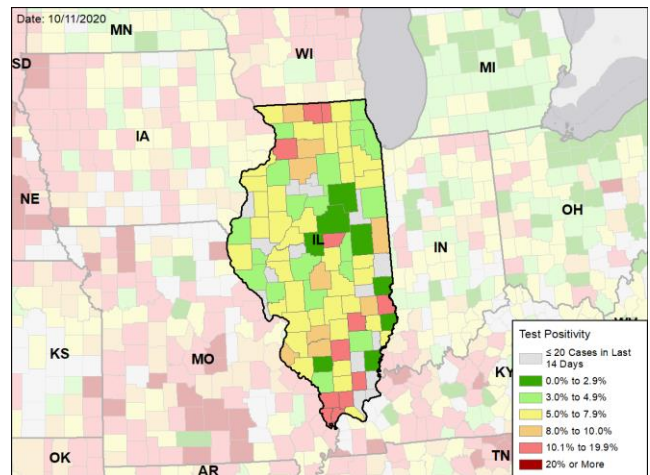 Date: 10/11/2020
MN
SD
WI
MI
IA
NE
OH
IL
IN
KS
MO
WV
KY
OK
AR
TN
Test Positivity
≤ 20 Cases in Last
14 Days
0.0% to 2.9%
3.0% to 4.9%
5.0% to 7.9%
8.0% to 10.0%
10.1% to 19.9%
20% or More